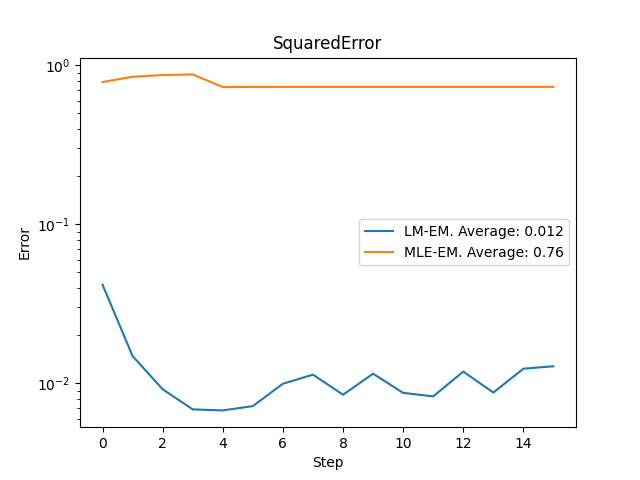 SquaredError
10⁰
10⁻¹
10⁻²
Error
LM-EM. Average: 0.012
MLE-EM. Average: 0.76
0 2 4 6 8 10 12 14
Step